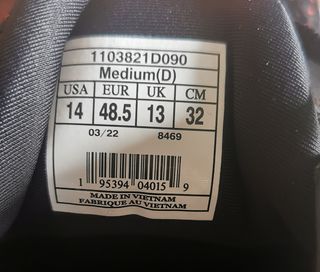 1103821D090
Medium(D)
USA EUR UK CM
14 48.5 13 32
03/22 8469
1 95394 04015 9
MADE IN VIETNAM
FABRIQUE AU VIETNAM